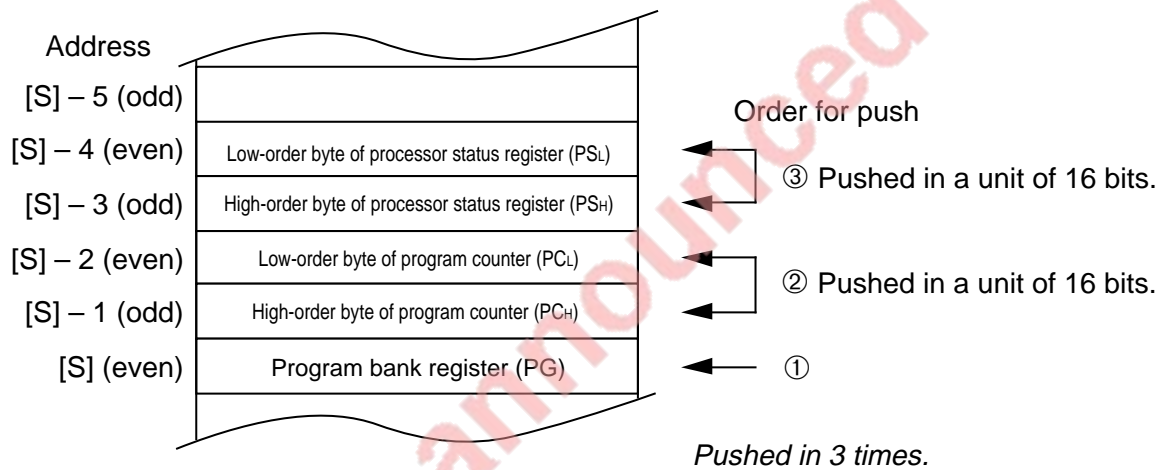 Address
[S] – 5 (odd)
Order for push
[S] – 4 (even) Low-order byte of processor status register (PSL)
③ Pushed in a unit of 16 bits.
[S] – 3 (odd) High-order byte of processor status register (PSH)
[S] – 2 (even) Low-order byte of program counter (PCL)
② Pushed in a unit of 16 bits.
[S] – 1 (odd) High-order byte of program counter (PCH)
[S] (even) Program bank register (PG) ①
Pushed in 3 times.
announced